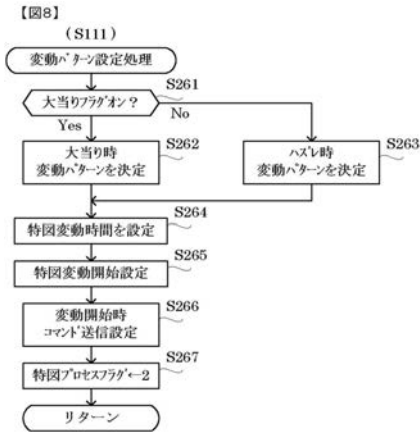 【図8】
(S111)
変動パターン設定処理
S261
大当りフラグオン?
Yes
No
S262
大当り時
変動パターンを決定
S263
ハズレ時
変動パターンを決定
S264
特図変動時間を設定
S265
特図変動開始設定
S266
変動開始時
コマンド送信設定
S267
特図プロセスフラグ←2
リターン